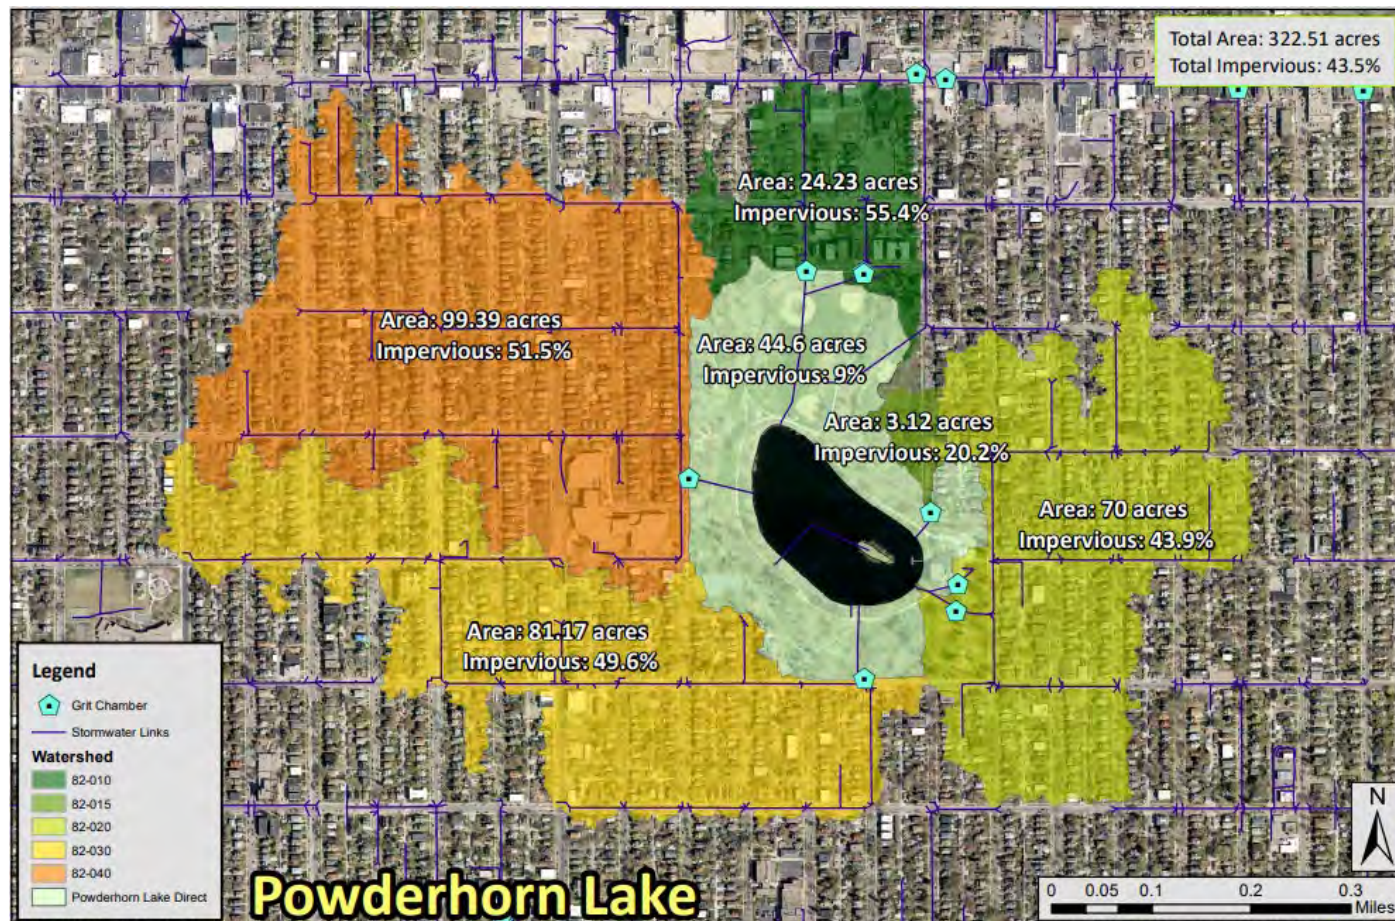 Total Area: 322.51 acres
Total Impervious: 43.5%
Area: 24.23 acres
Impervious: 55.4%
Area: 99.39 acres
Impervious: 51.5%
Area: 44.6 acres
Impervious: 9%
Area: 3.12 acres
Impervious: 20.2%
Area: 70 acres
Impervious: 43.9%
Area: 81.17 acres
Impervious: 49.6%
Legend
Grit Chamber
Stormwater Links
Watershed
82-010
82-015
82-020
82-030
82-040
Powderhorn Lake Direct
Powderhorn Lake
N
0 0.05 0.1 0.2 0.3
Miles